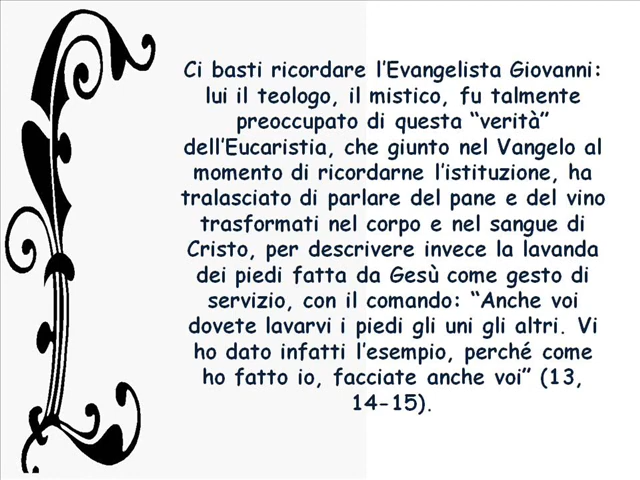 Ci basti ricordare l'Evangelista Giovanni:
lui il teologo, il mistico, fu talmente
preoccupato di questa “verità”
dell'Eucaristia, che giunto nel Vangelo al
momento di ricordarne l'istituzione, ha
tralasciato di parlare del pane e del vino
trasformati nel corpo e nel sangue di
Cristo, per descrivere invece la lavanda
dei piedi fatta da Gesù come gesto di
servizio, con il comando: “Anche voi
dovete lavarvi i piedi gli uni gli altri. Vi
ho dato infatti l'esempio, perché come
ho fatto io, facciate anche voi” (13,
14-15).